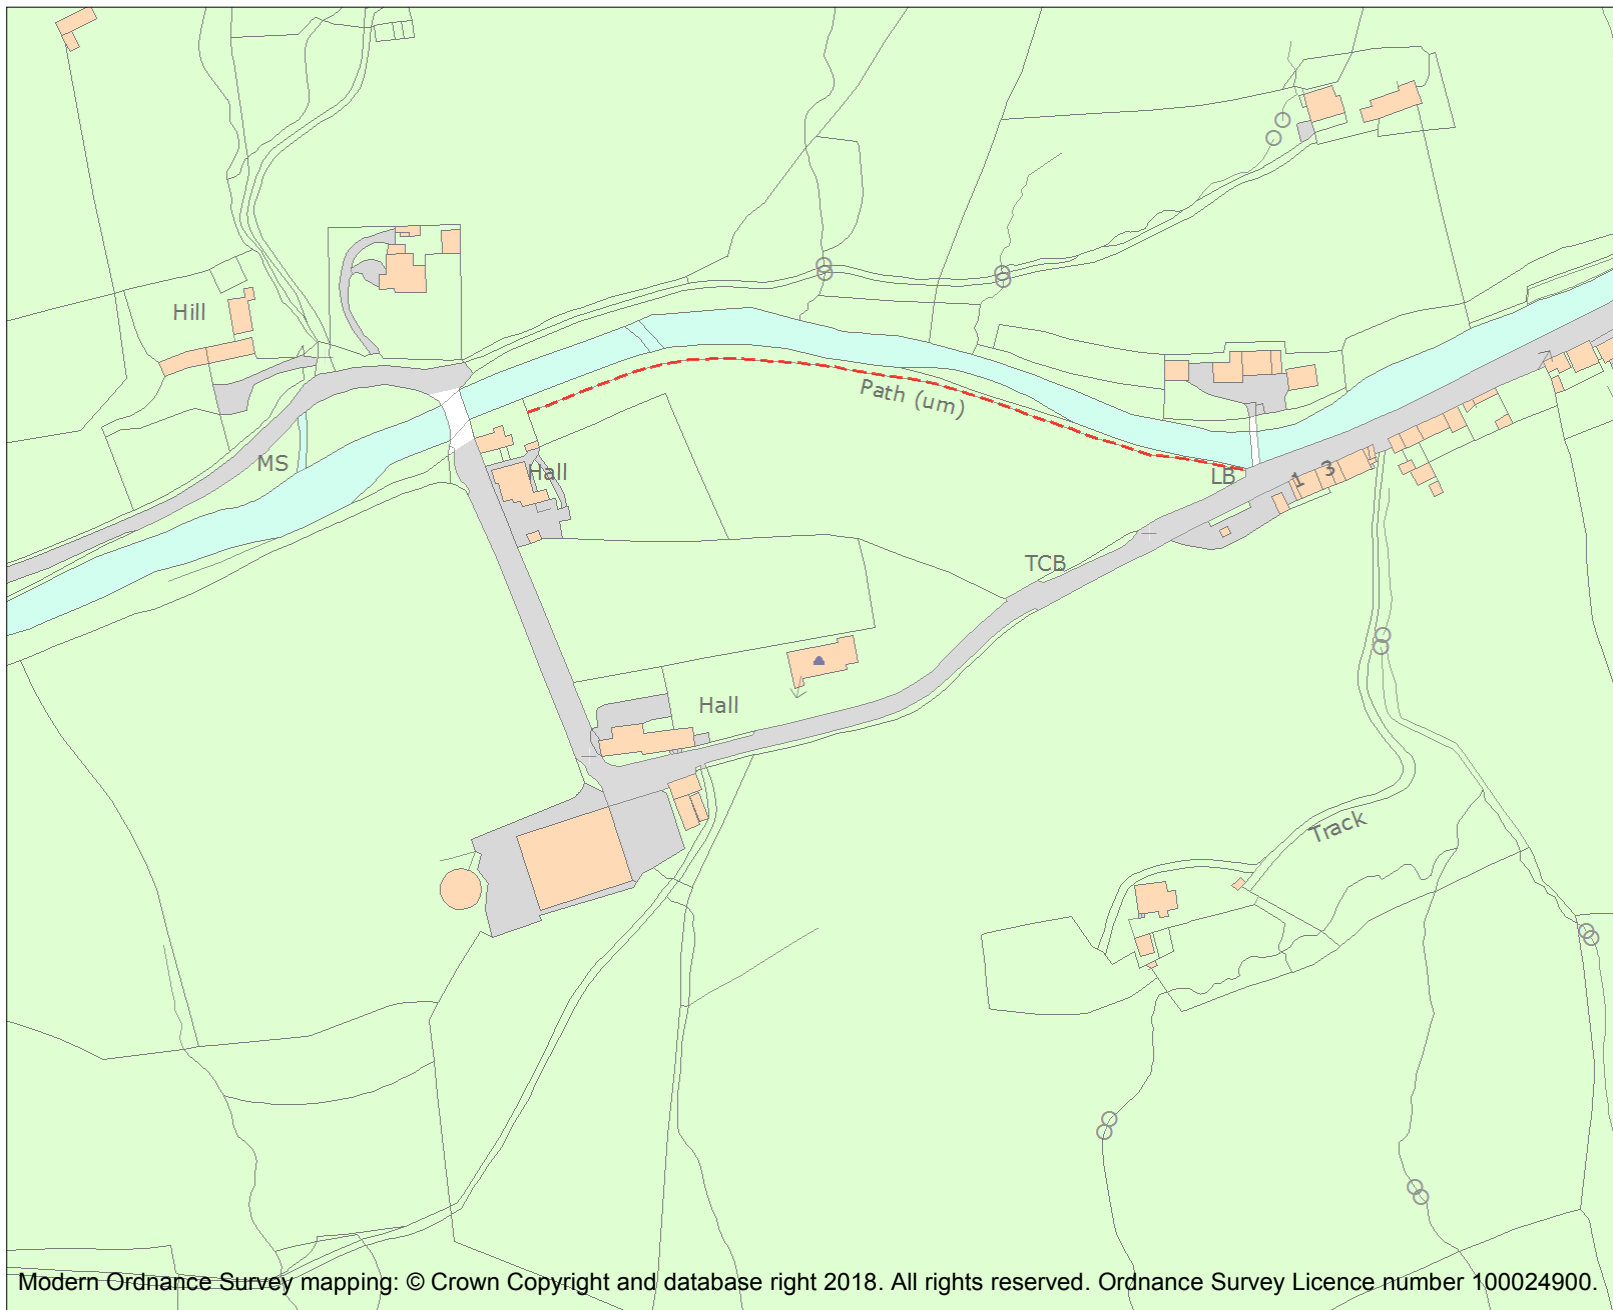 Hill
Path (um)
MS
Hall
LB
1
3
TCB
Hall
Track
Modern Ordnance Survey mapping: © Crown Copyright and database right 2018. All rights reserved. Ordnance Survey Licence number 100024900.